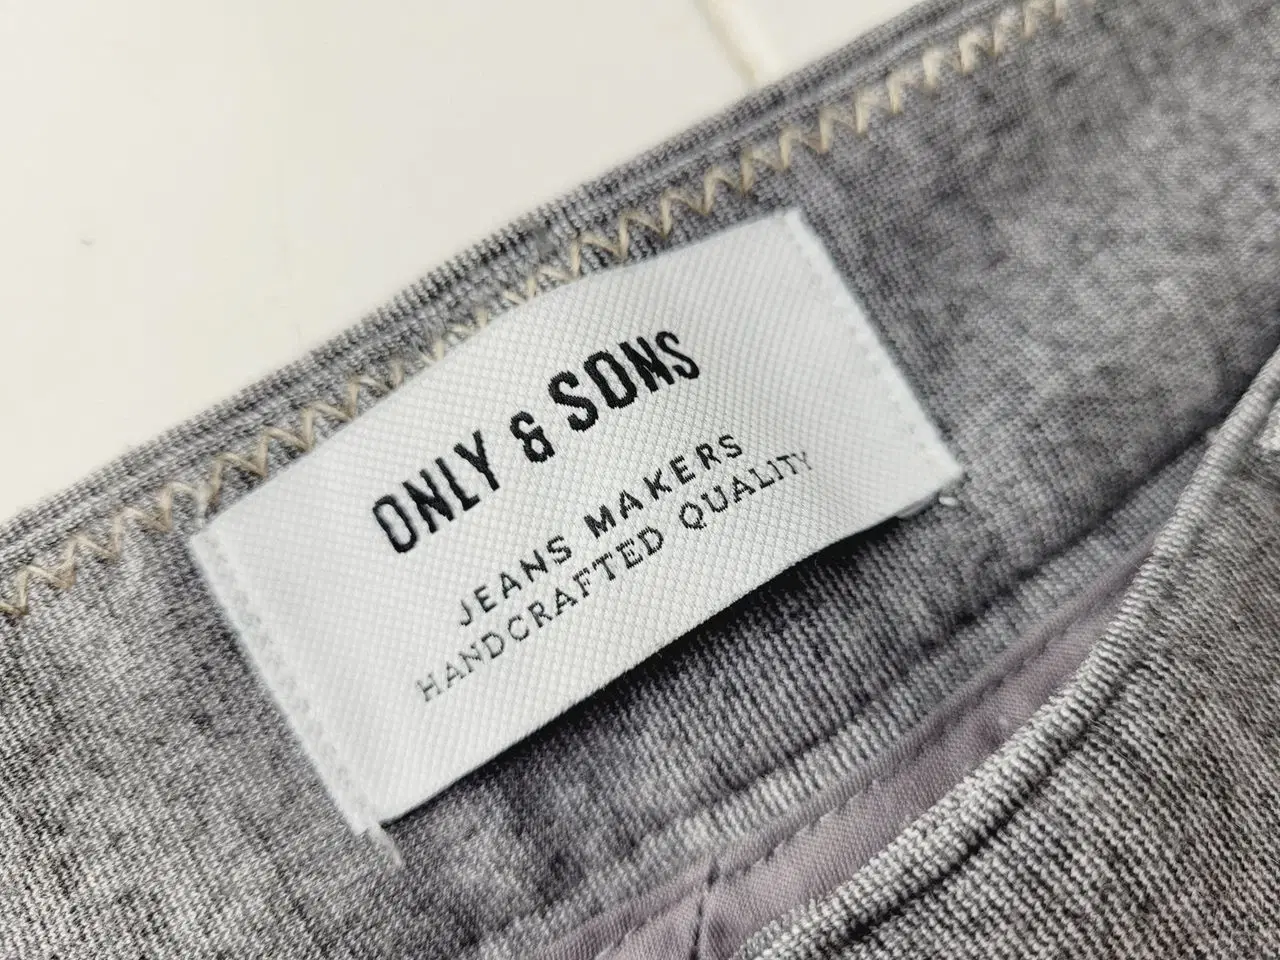 ONLY & SONS
JEANS MAKERS
HANDCRAFTED QUALITY